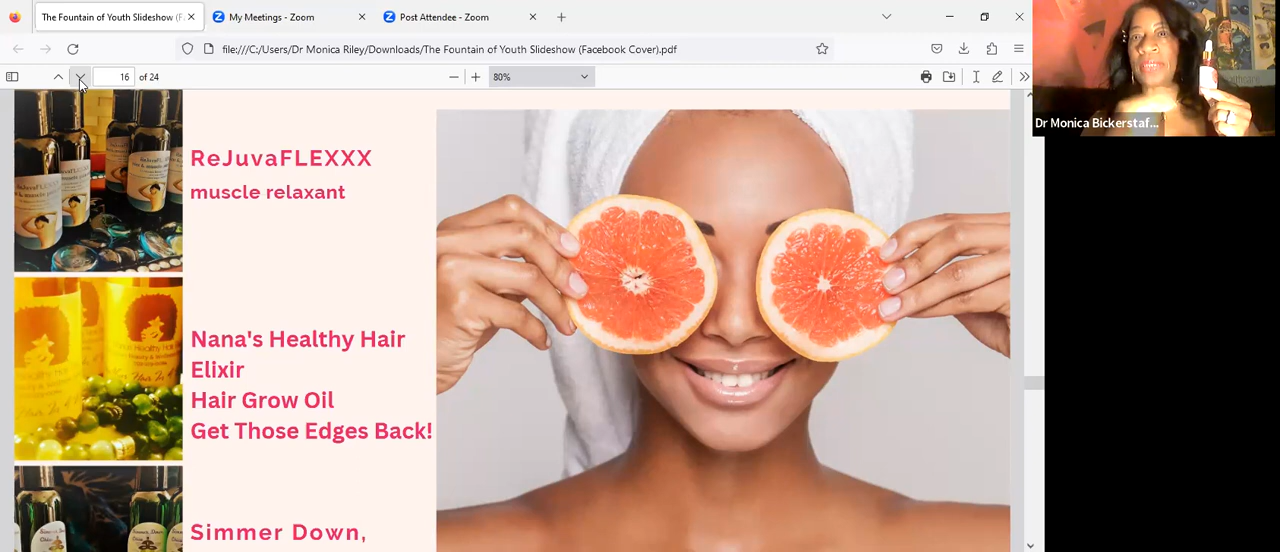 The Fountain of Youth Slideshow (F
My Meetings - Zoom
Post Attendee - Zoom
file:///C:/Users/Dr Monica Riley/Downloads/The Fountain of Youth Slideshow (Facebook Cover).pdf
16 of 24
80%
Dr Monica Bickerstaf...
ReJuvaFLEXXX
muscle relaxant
Nana's Healthy Hair
Elixir
Hair Grow Oil
Get Those Edges Back!
Simmer Down,